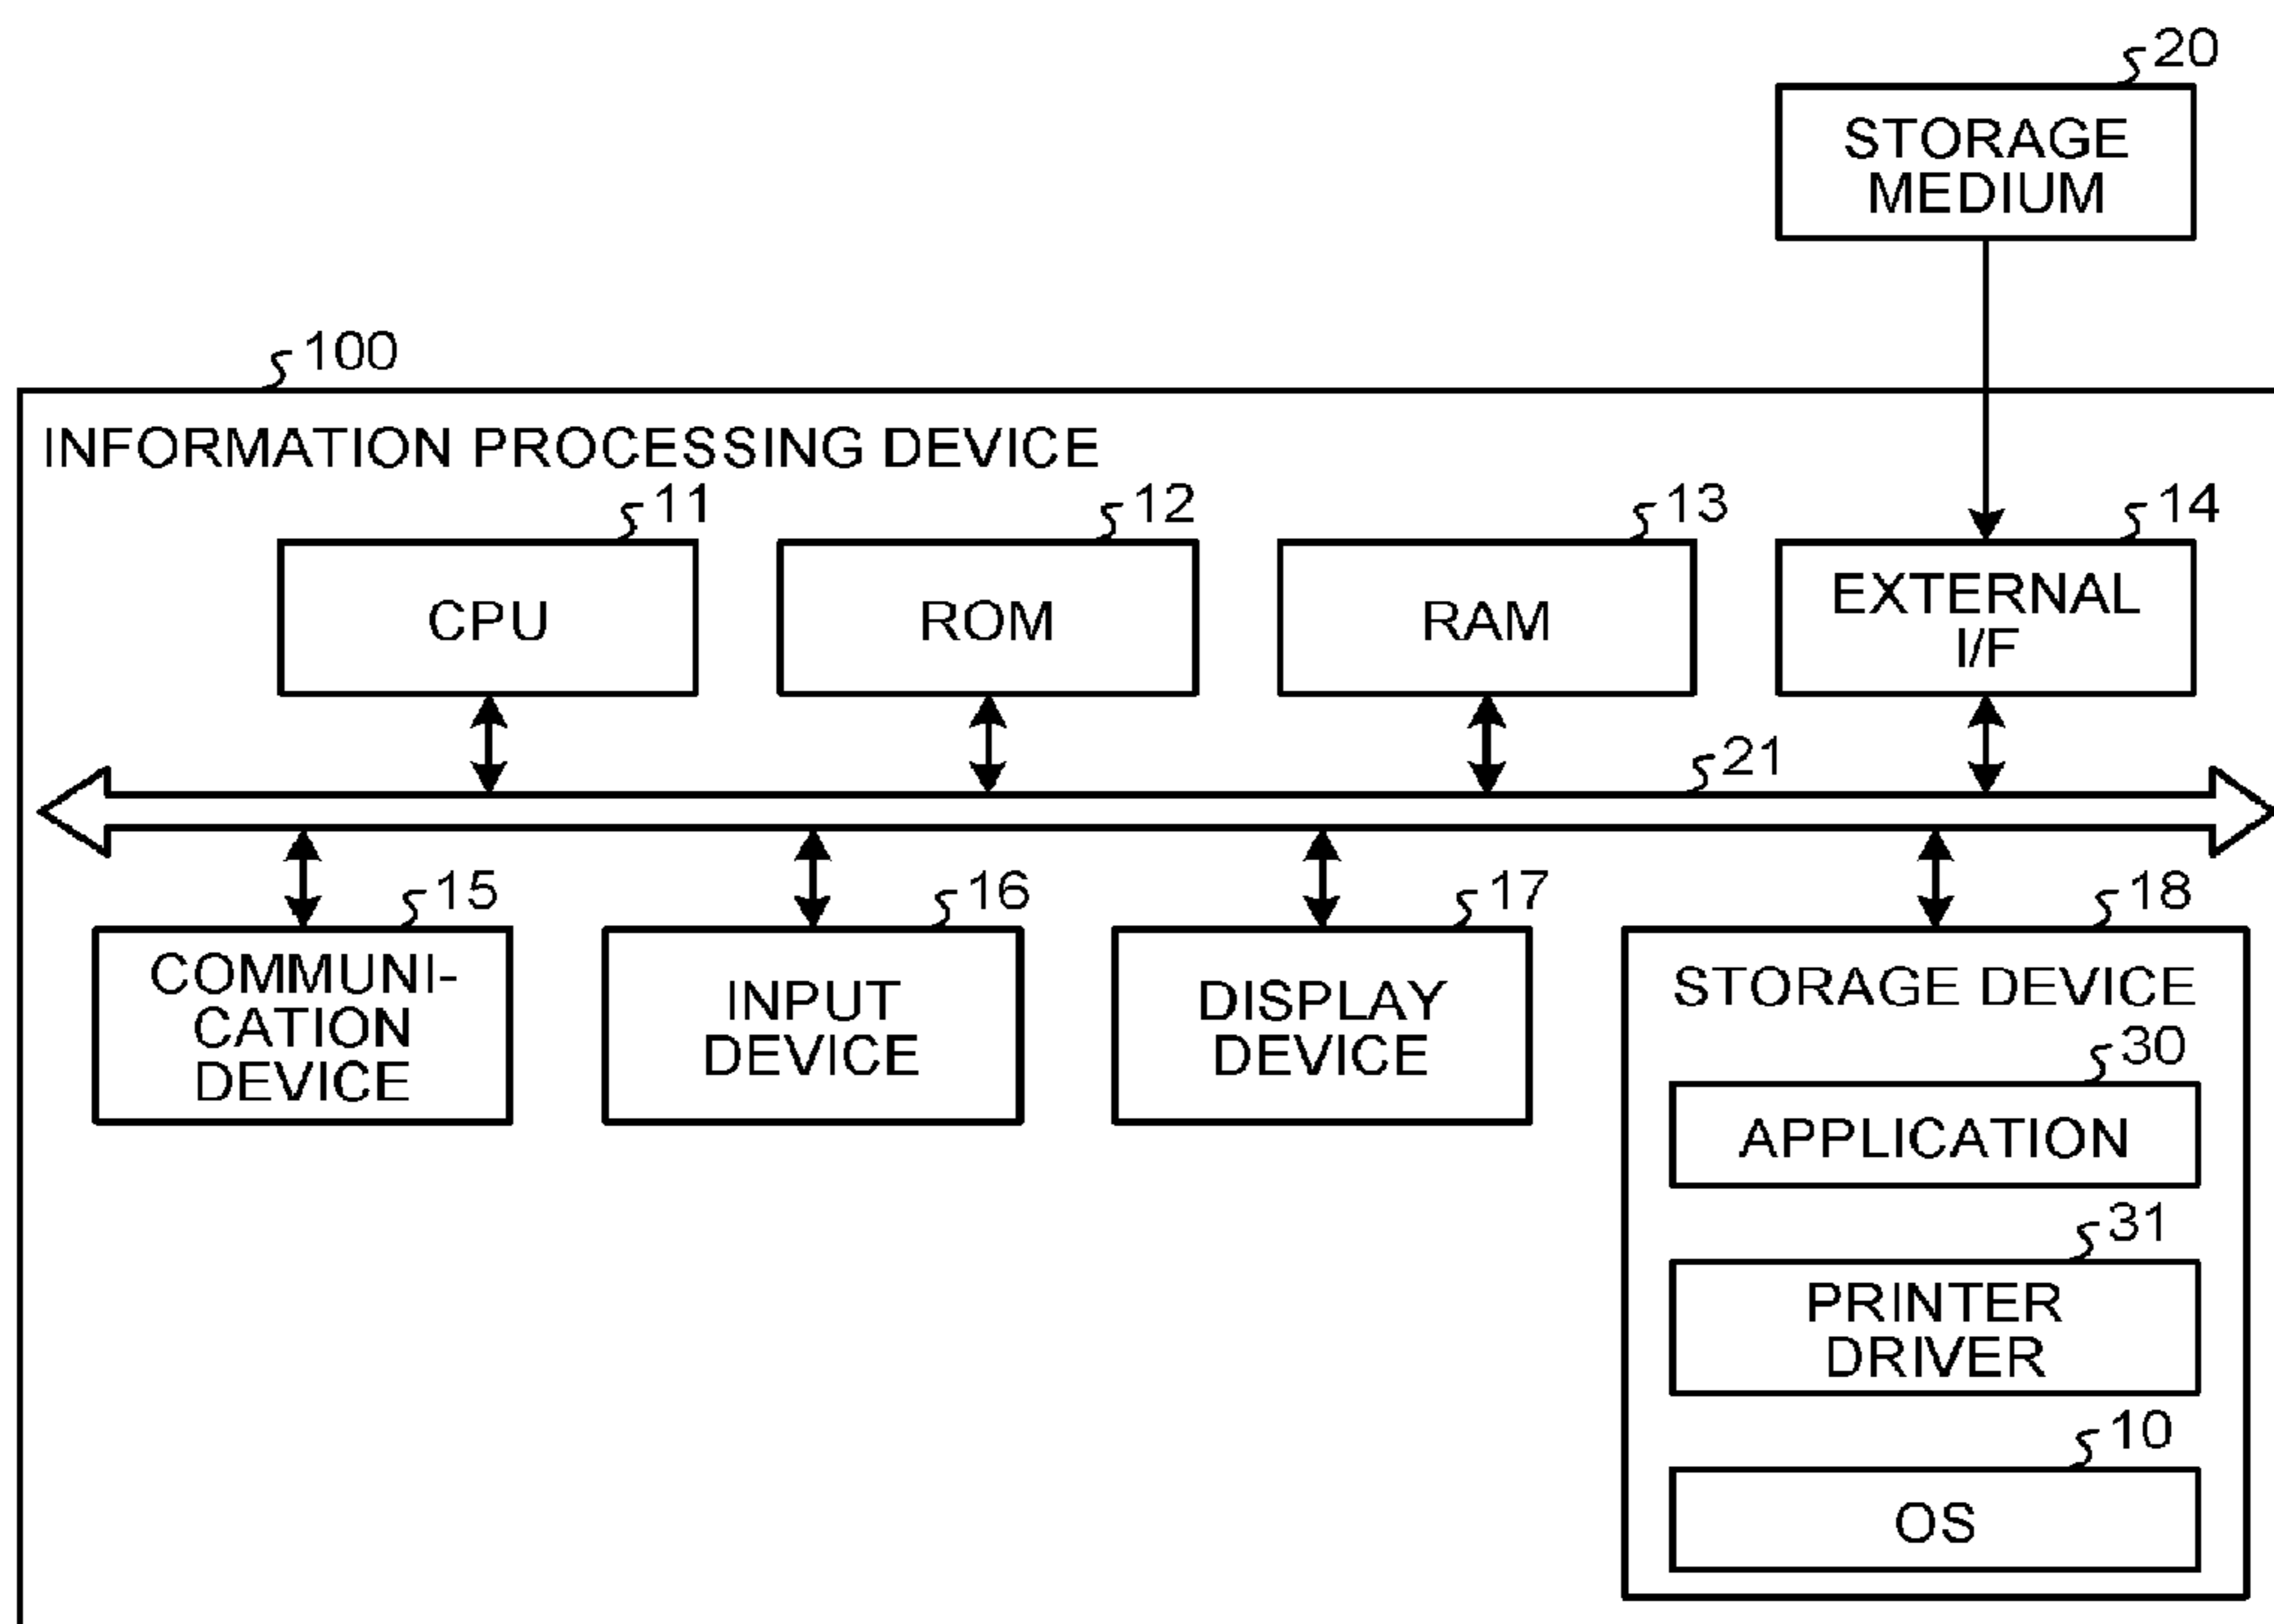 20
STORAGE
MEDIUM
100
INFORMATION PROCESSING DEVICE
11
12
13
14
CPU
ROM
RAM
EXTERNAL
I/F
21
15
16
17
18
COMMUNI-
CATION
DEVICE
INPUT
DEVICE
DISPLAY
DEVICE
STORAGE DEVICE
30
APPLICATION
31
PRINTER
DRIVER
10
OS